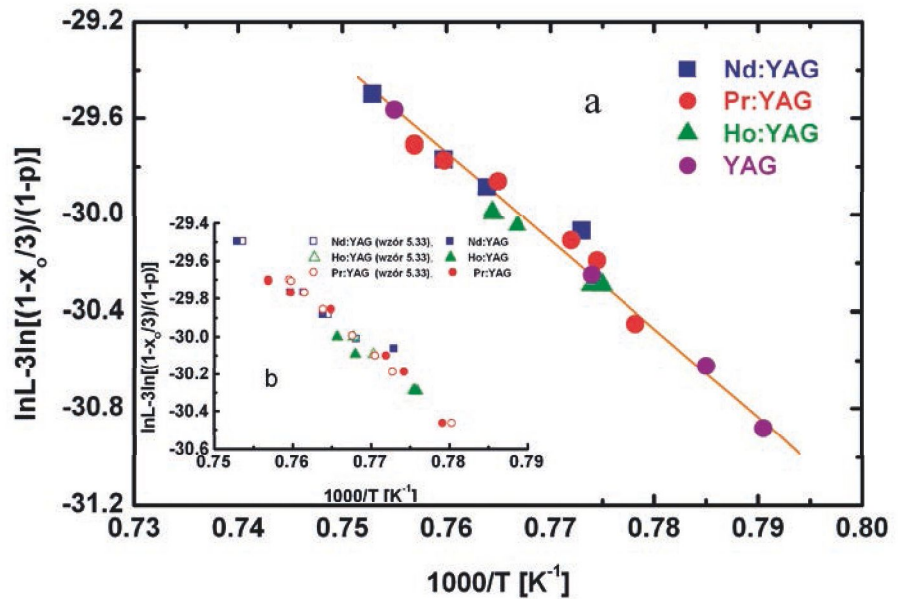 -29.2
-29.6
-30.0
-30.4
-30.8
-31.2
lnL-3ln[(1-x₀/3)/(1-p)]
a
Nd:YAG
Pr:YAG
Ho:YAG
YAG
-29.4
-29.6
-29.8
-30.0
-30.2
-30.4
-30.6
lnL-3ln[(1-x₀/3)/(1-p)]
Nd:YAG (wzór 5.33). Nd:YAG
Ho:YAG (wzór 5.33). Ho:YAG
Pr:YAG (wzór 5.33). Pr:YAG
b
0.75 0.76 0.77 0.78 0.79
1000/T [K⁻¹]
0.73 0.74 0.75 0.76 0.77 0.78 0.79 0.80
1000/T [K⁻¹]